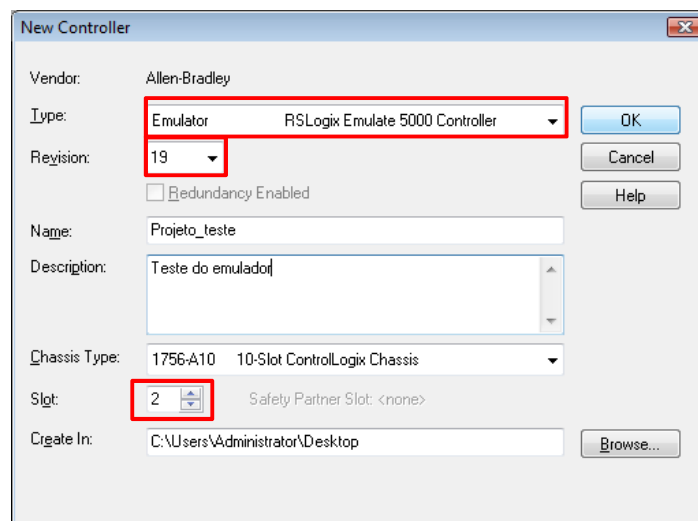 New Controller
Vendor: Allen-Bradley
Type: Emulator RSLogix Emulate 5000 Controller OK
Revision: 19 Cancel
Redundancy Enabled Help
Name: Projeto_teste
Description: Teste do emulador
Chassis Type: 1756-A10 10-Slot ControlLogix Chassis
Slot: 2 Safety Partner Slot: <none>
Create In: C:\Users\Administrator\Desktop Browse...